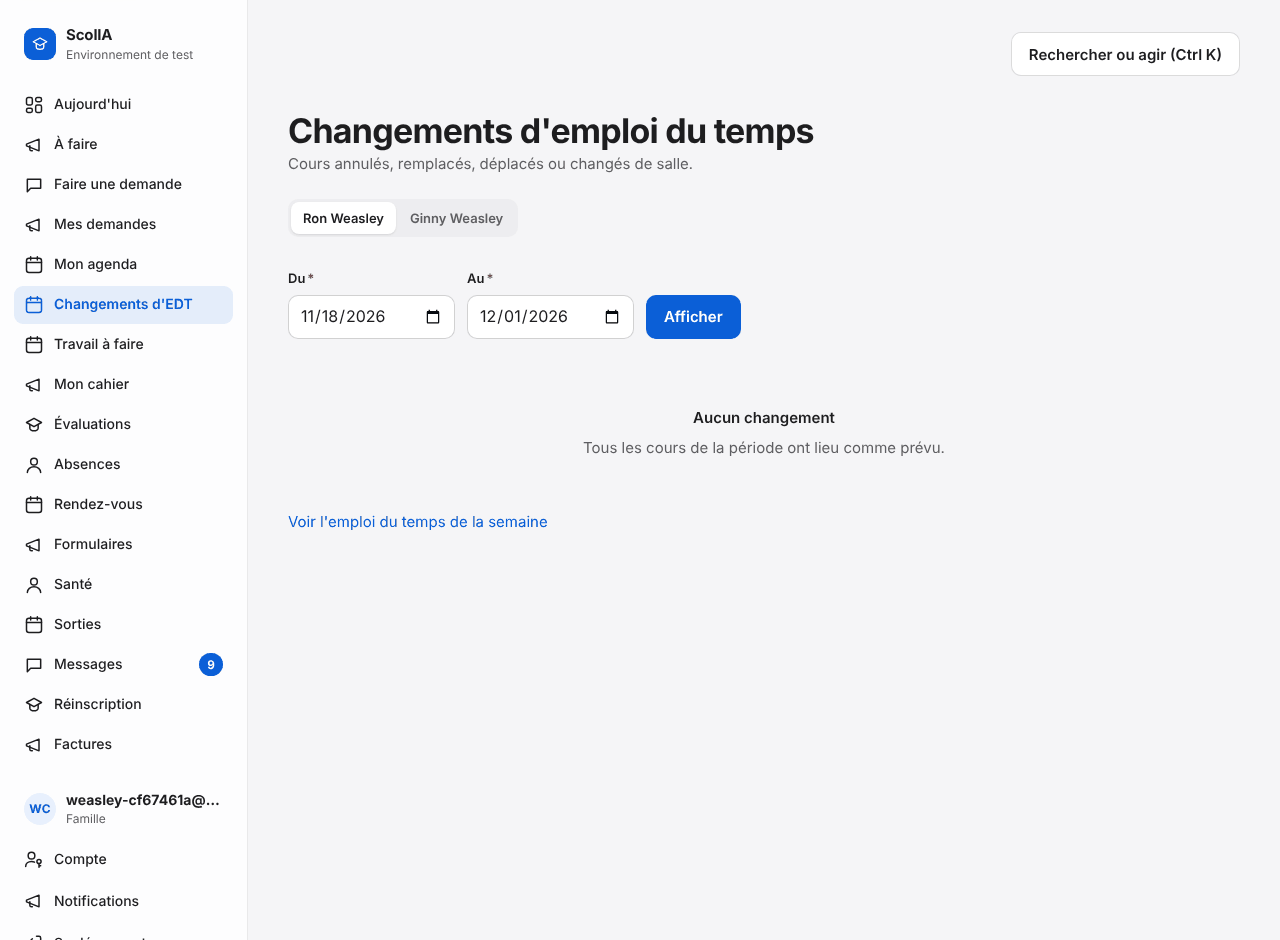 ScolIA
Environnement de test
Aujourd'hui
À faire
Faire une demande
Mes demandes
Mon agenda
Changements d'EDT
Travail à faire
Mon cahier
Évaluations
Absences
Rendez-vous
Formulaires
Santé
Sorties
Messages 9
Réinscription
Factures
WC weasley-cf67461a@...
Famille
Compte
Notifications
Rechercher ou agir (Ctrl K)
Changements d'emploi du temps
Cours annulés, remplacés, déplacés ou changés de salle.
Ron Weasley Ginny Weasley
Du * Au *
11/18/2026 12/01/2026 Afficher
Aucun changement
Tous les cours de la période ont lieu comme prévu.
Voir l'emploi du temps de la semaine